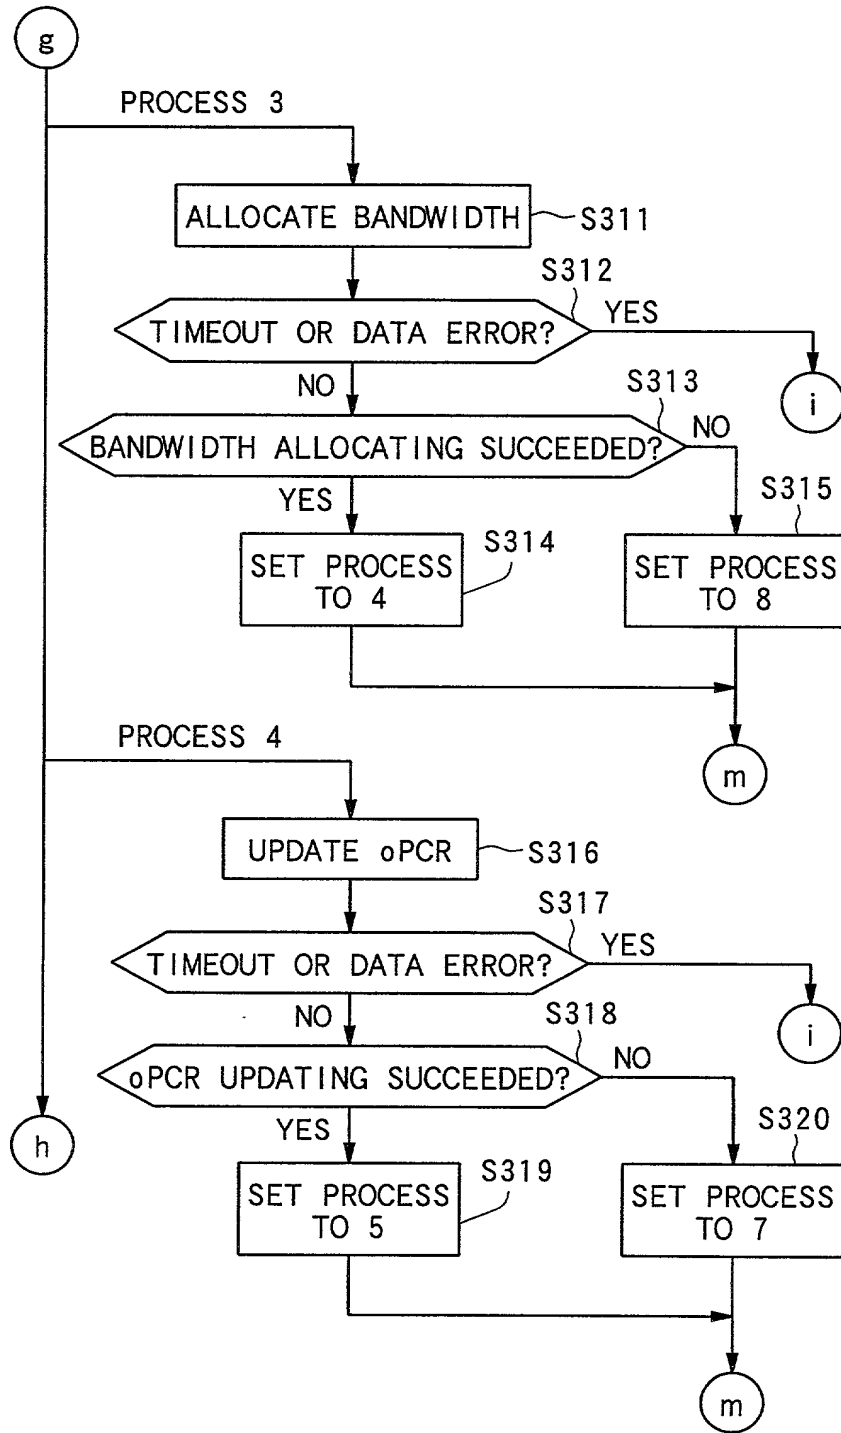 g
PROCESS 3
ALLOCATE BANDWIDTH
S311
S312
TIMEOUT OR DATA ERROR?
YES
i
NO
S313
BANDWIDTH ALLOCATING SUCCEEDED?
NO
YES
S315
S314
SET PROCESS
TO 4
SET PROCESS
TO 8
m
PROCESS 4
UPDATE oPCR
S316
S317
TIMEOUT OR DATA ERROR?
YES
i
NO
S318
oPCR UPDATING SUCCEEDED?
NO
YES
h
S320
S319
SET PROCESS
TO 5
SET PROCESS
TO 7
m